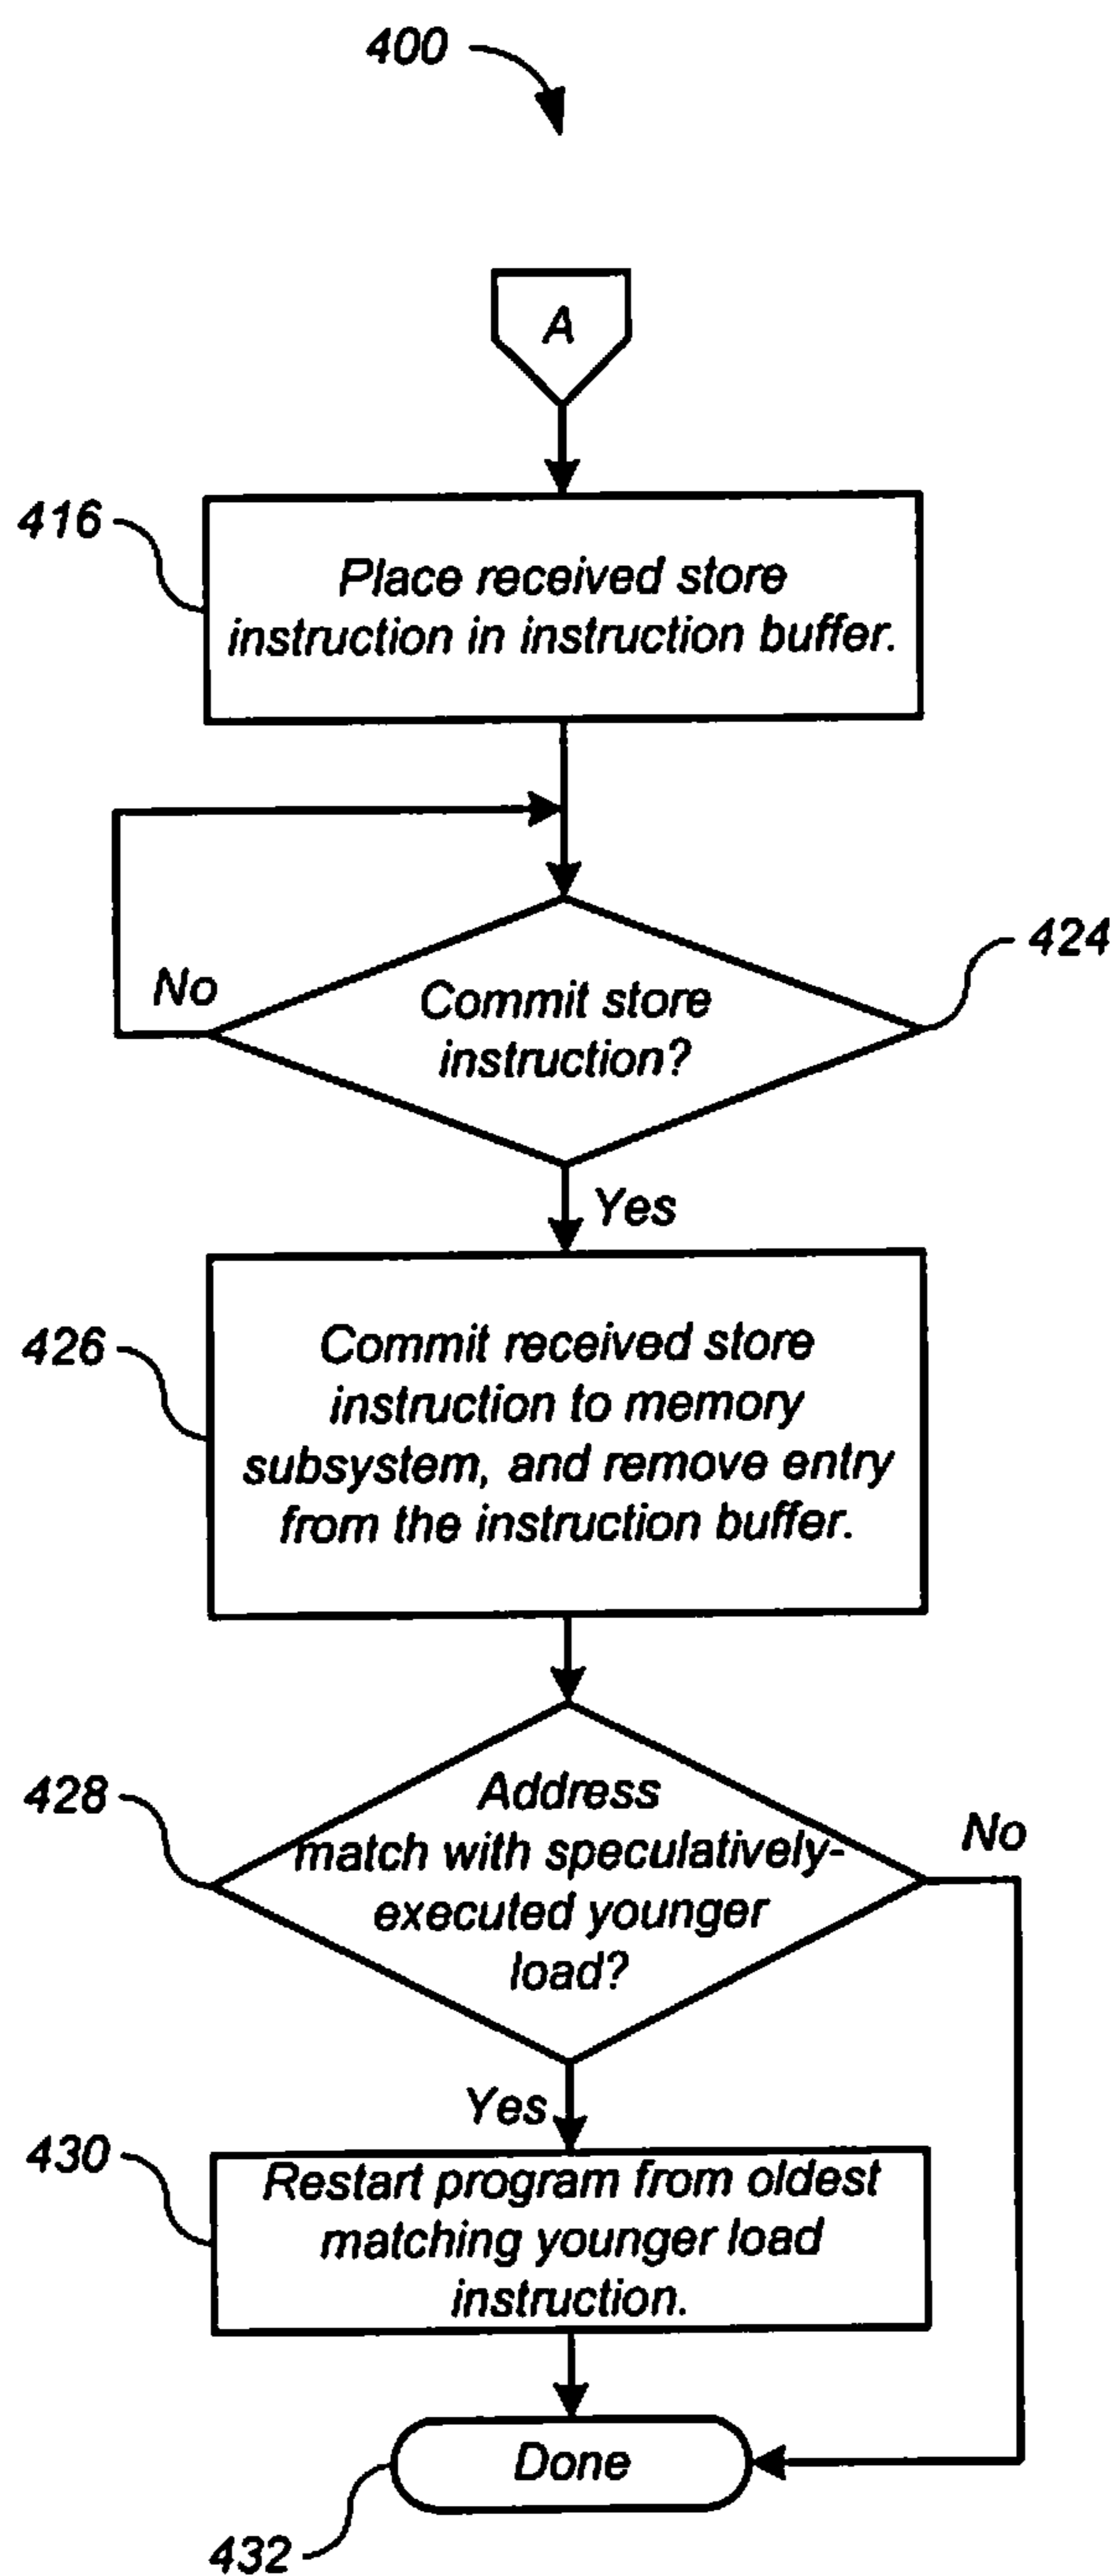 400
A
416
Place received store
instruction in instruction buffer.
424
No
Commit store
instruction?
Yes
426
Commit received store
instruction to memory
subsystem, and remove entry
from the instruction buffer.
428
Address
match with speculatively-
executed younger
load?
No
Yes
430
Restart program from oldest
matching younger load
instruction.
Done
432